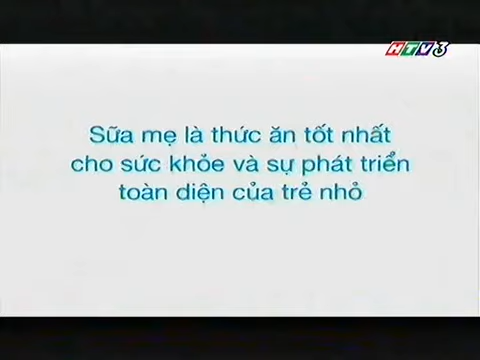 HTV3
Sữa mẹ là thức ăn tốt nhất
cho sức khỏe và sự phát triển
toàn diện của trẻ nhỏ